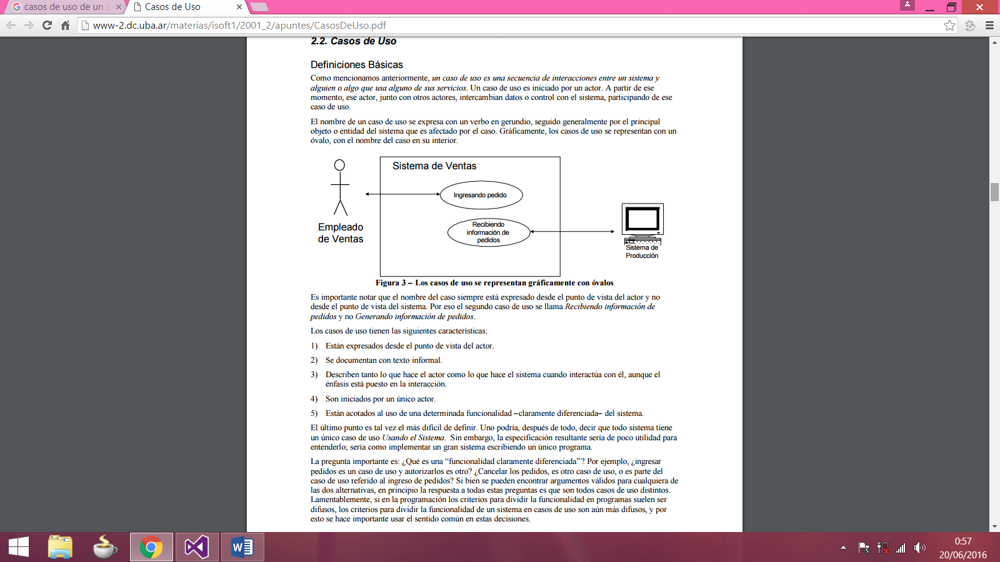 casos de uso de un s
Casos de Uso
www-2.dc.uba.ar/materias/isoft1/2001_2/apuntes/CasosDeUso.pdf
2.2. Casos de Uso
Definiciones Básicas
Como mencionamos anteriormente, un caso de uso es una secuencia de interacciones entre un sistema y
alguien o algo que usa alguno de sus servicios. Un caso de uso es iniciado por un actor. A partir de ese
momento, ese actor, junto con otros actores, intercambian datos o control con el sistema, participando de ese
caso de uso.
El nombre de un caso de uso se expresa con un verbo en gerundio, seguido generalmente por el principal
objeto o entidad del sistema que es afectado por el caso. Gráficamente, los casos de uso se representan con un
óvalo, con el nombre del caso en su interior.
Sistema de Ventas
Ingresando pedido
Empleado
de Ventas
Recibiendo
información de
pedidos
Sistema de
Producción
Figura 3 – Los casos de uso se representan gráficamente con óvalos
Es importante notar que el nombre del caso siempre está expresado desde el punto de vista del actor y no
desde el punto de vista del sistema. Por eso el segundo caso de uso se llama Recibiendo información de
pedidos y no Generando información de pedidos.
Los casos de uso tienen las siguientes características:
1) Están expresados desde el punto de vista del actor.
2) Se documentan con texto informal.
3) Describen tanto lo que hace el actor como lo que hace el sistema cuando interactúa con él, aunque el
énfasis está puesto en la interacción.
4) Son iniciados por un único actor.
5) Están acotados al uso de una determinada funcionalidad –claramente diferenciada– del sistema.
El último punto es tal vez el más difícil de definir. Uno podría, después de todo, decir que todo sistema tiene
un único caso de uso Usando el Sistema. Sin embargo, la especificación resultante sería de poco utilidad para
entenderlo; sería como implementar un gran sistema escribiendo un único programa.
La pregunta importante es: ¿Qué es una “funcionalidad claramente diferenciada”? Por ejemplo, ¿ingresar
pedidos es un caso de uso y autorizarlos es otro? ¿Cancelar los pedidos, es otro caso de uso, o es parte del
caso de uso referido al ingreso de pedidos? Si bien se pueden encontrar argumentos válidos para cualquiera de
las dos alternativas, en principio la respuesta a todas estas preguntas es que son todos casos de uso distintos.
Lamentablemente, si en la programación los criterios para dividir la funcionalidad en programas suelen ser
difusos, los criterios para dividir la funcionalidad de un sistema en casos de uso son aún más difusos, y por
esto se hace importante usar el sentido común en estas decisiones.
0:57
20/06/2016